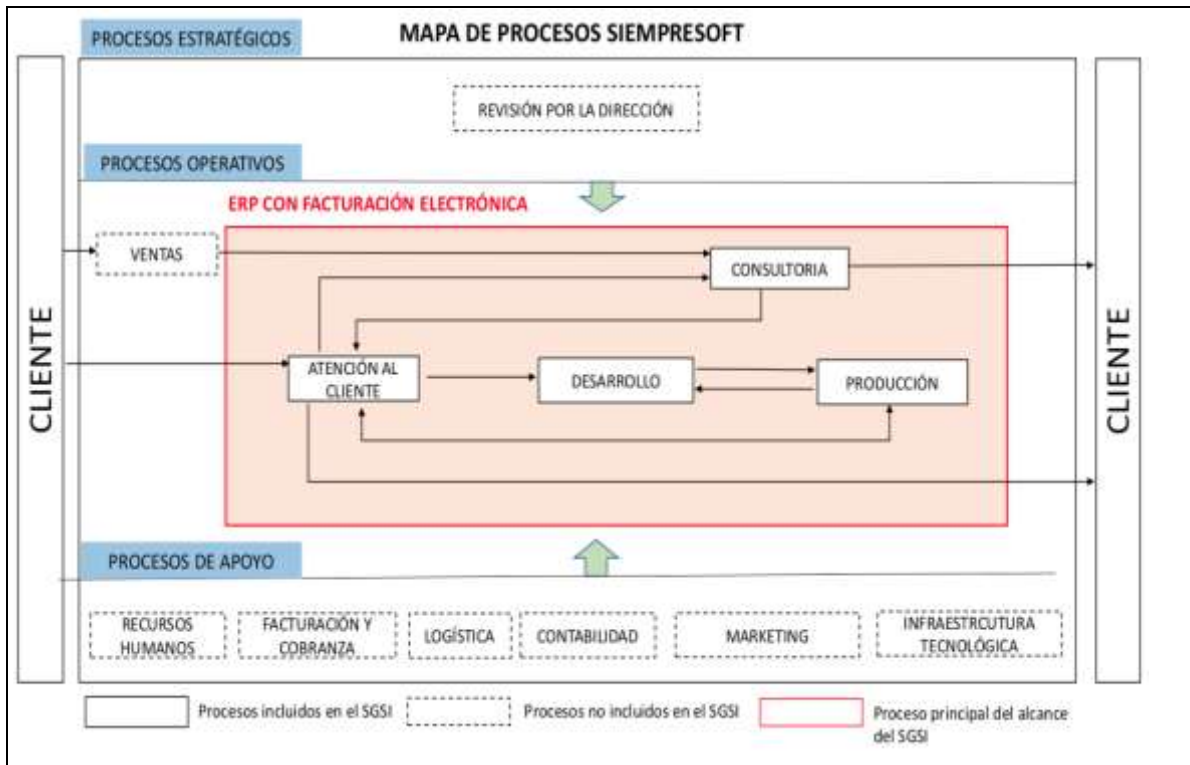 MAPA DE PROCESOS SIEMPRESOFT
PROCESOS ESTRATÉGICOS
REVISIÓN POR LA DIRECCIÓN
PROCESOS OPERATIVOS
ERP CON FACTURACIÓN ELECTRÓNICA
CLIENTE
VENTAS
CONSULTORIA
ATENCIÓN AL
CLIENTE
DESARROLLO
PRODUCCIÓN
CLIENTE
PROCESOS DE APOYO
RECURSOS
HUMANOS
FACTURACIÓN Y
COBRANZA
LOGÍSTICA
CONTABILIDAD
MARKETING
INFRAESTRCUTURA
TECNOLÓGICA
Procesos incluidos en el SGSI
Procesos no incluidos en el SGSI
Proceso principal del alcance
del SGSI